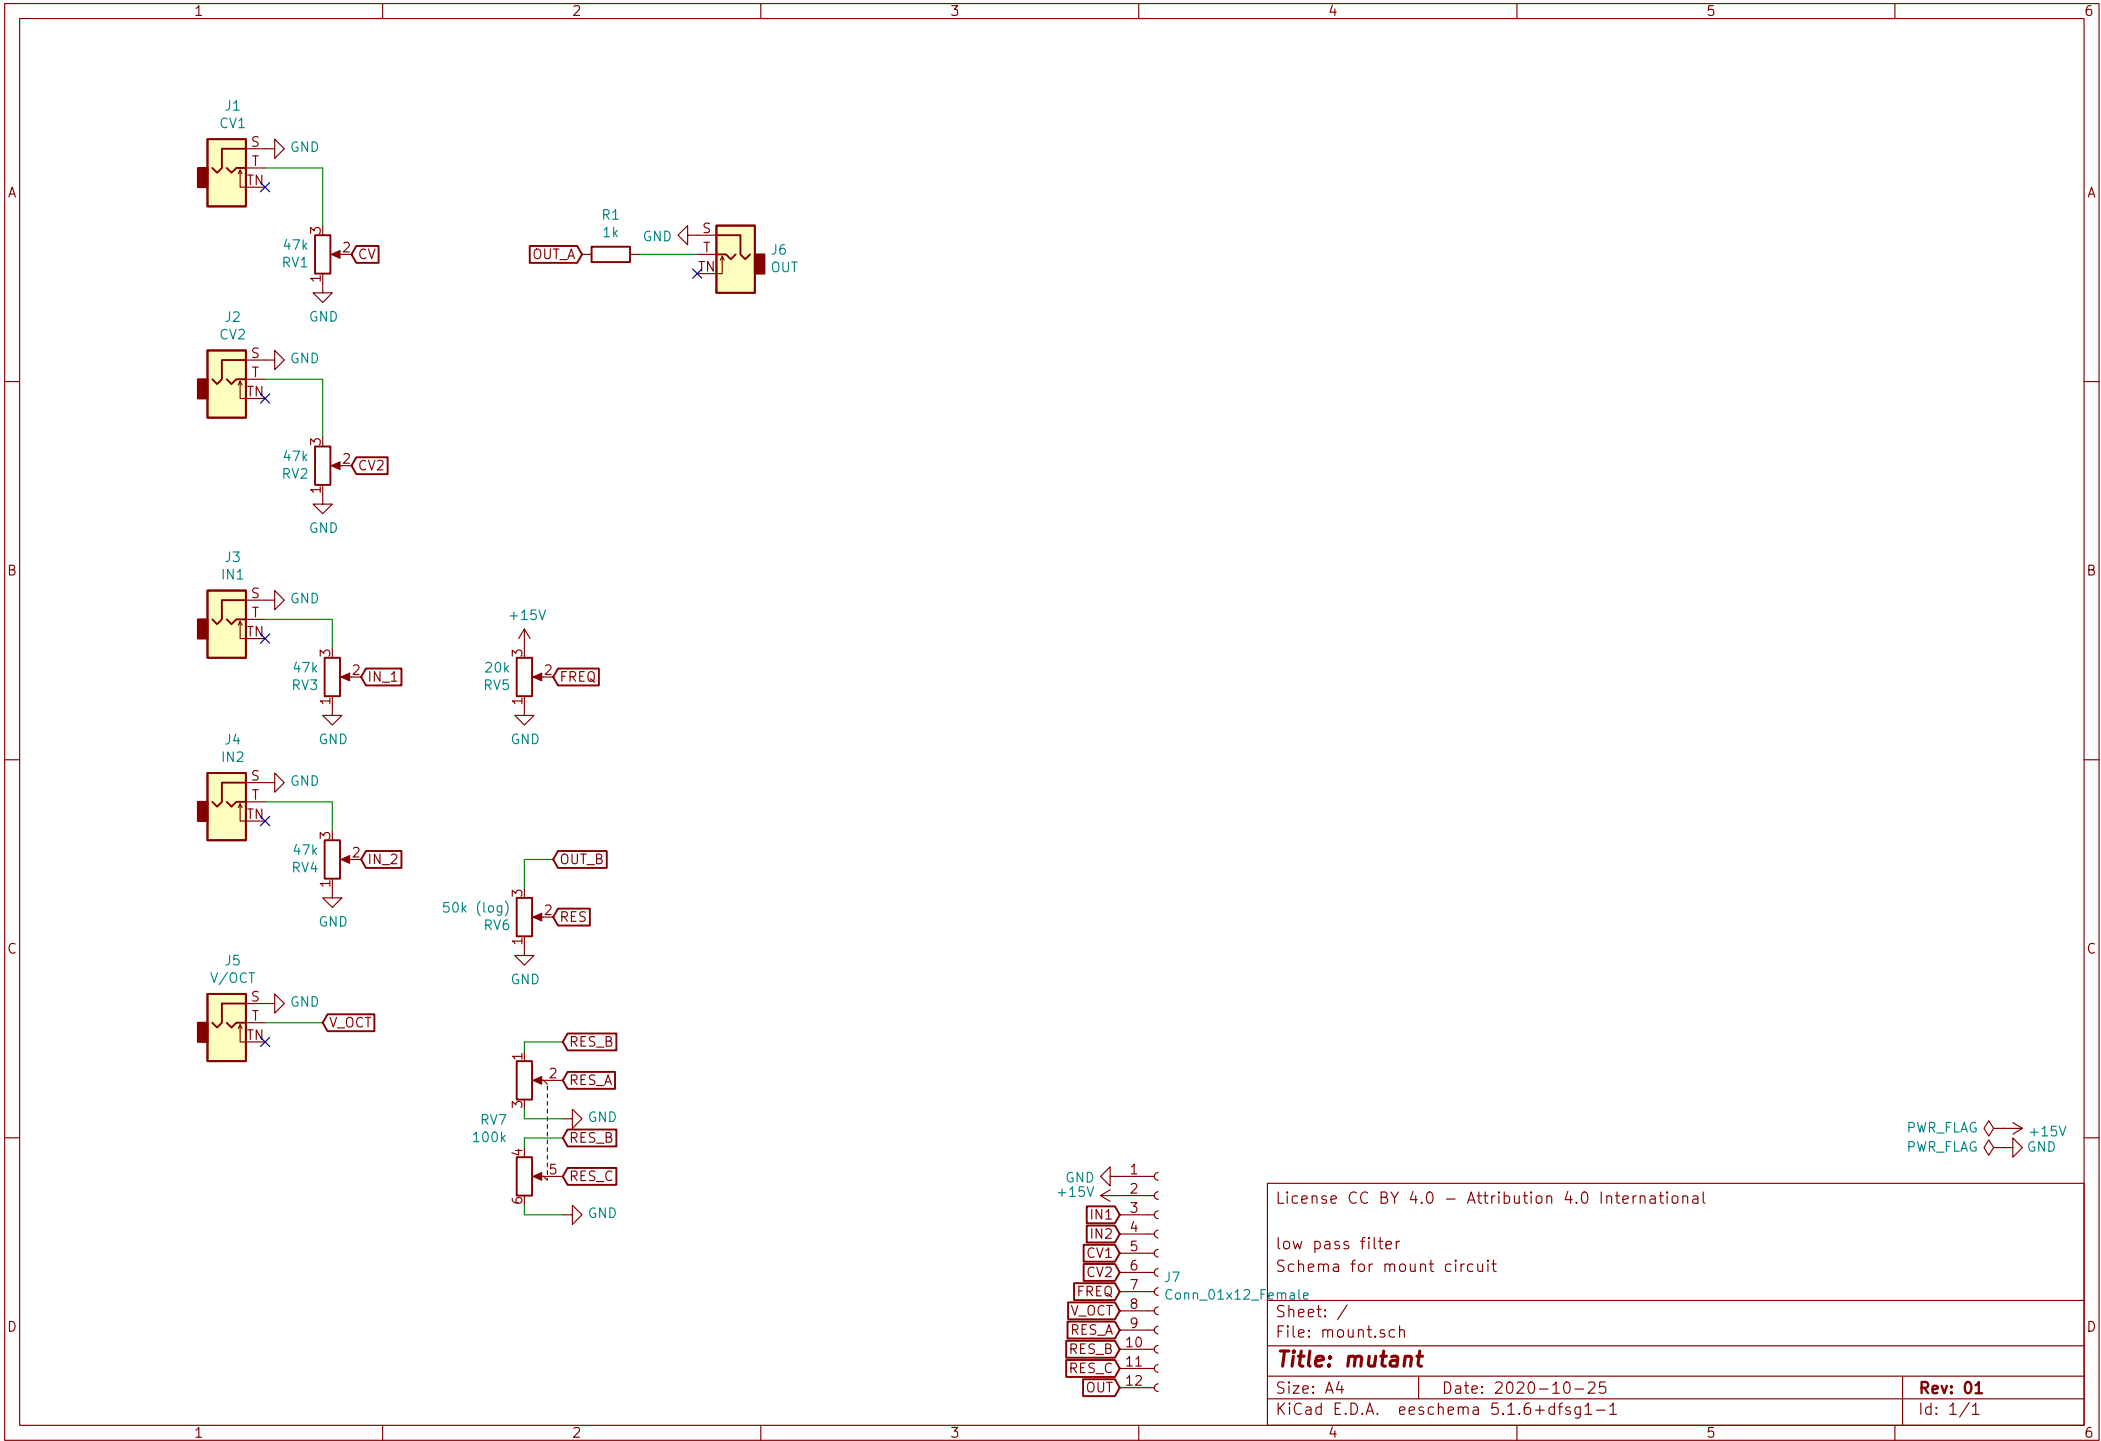 1 2 3 4 5 6
A A
B B
C C
D D
J1
CV1
S
GND
T
TN
3
47k
RV1
2
CV
1
GND
J2
CV2
S
GND
T
TN
3
47k
RV2
2
CV2
1
GND
J3
IN1
S
GND
T
TN
3
47k
RV3
2
IN_1
1
GND
J4
IN2
S
GND
T
TN
3
47k
RV4
2
IN_2
1
GND
J5
V/OCT
S
GND
T
TN
V_OCT
R1
1k
OUT_A
GND
S
T
TN
J6
OUT
+15V
3
20k
RV5
2
FREQ
1
GND
OUT_B
3
50k (log)
RV6
2
RES
1
GND
RES_B
1
2
RES_A
3
GND
RV7
100k
RES_B
4
5
RES_C
6
GND
GND 1
+15V 2
IN1 3
IN2 4
CV1 5
CV2 6
FREQ 7
V_OCT 8
RES_A 9
RES_B 10
RES_C 11
OUT 12
J7
Conn_01x12_Female
PWR_FLAG +15V
PWR_FLAG GND
License CC BY 4.0 - Attribution 4.0 International
low pass filter
Schema for mount circuit
Sheet: /
File: mount.sch
Title: mutant
Size: A4 Date: 2020-10-25 Rev: 01
KiCad E.D.A. eeschema 5.1.6+dfsg1-1 Id: 1/1
1 2 3 4 5 6